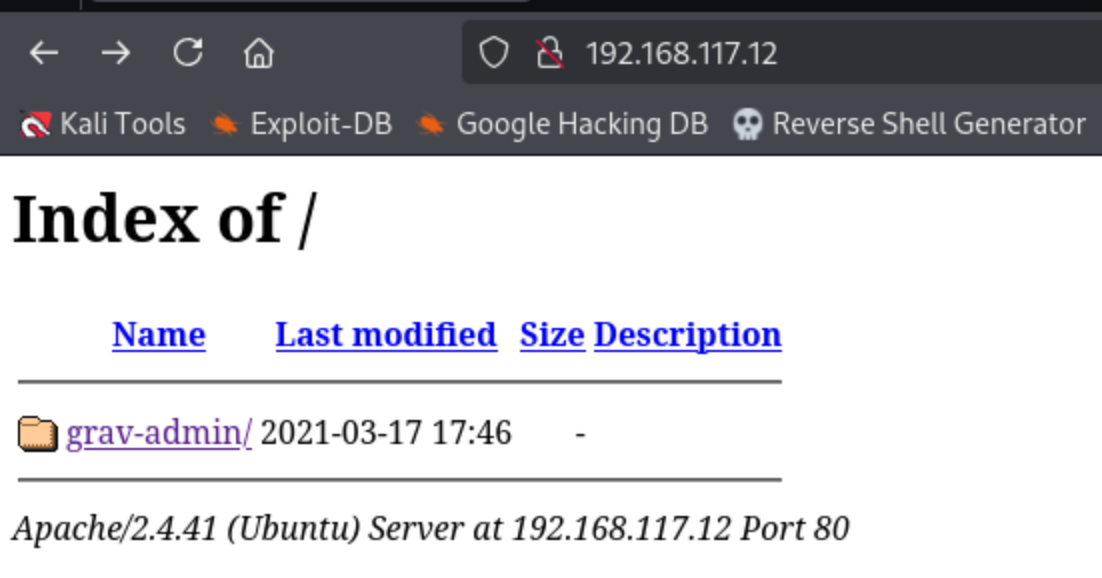 192.168.117.12
Kali Tools Exploit-DB Google Hacking DB Reverse Shell Generator
Index of /
Name Last modified Size Description
grav-admin/ 2021-03-17 17:46 -
Apache/2.4.41 (Ubuntu) Server at 192.168.117.12 Port 80